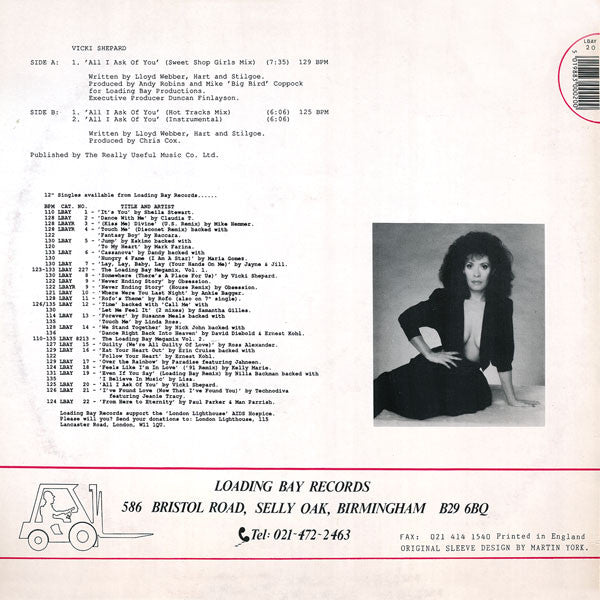 LBAY
20
5 019883 000200
VICKI SHEPARD
SIDE A: 1. 'All I Ask Of You' (Sweet Shop Girls Mix) (7:35) 129 BPM
Written by Lloyd Webber, Hart and Stilgoe.
Produced by Andy Robins and Mike 'Big Bird' Coppock
for Loading Bay Productions.
Executive Producer Duncan Finlayson.
SIDE B: 1. 'All I Ask Of You' (Hot Tracks Mix) (6:06) 125 BPM
2. 'All I Ask Of You' (Instrumental) (6:06)
Written by Lloyd Webber, Hart and Stilgoe.
Produced by Chris Cox.
Published by The Really Useful Music Co. Ltd.
12" Singles available from Loading Bay Records......
BPM CAT. NO. TITLE AND ARTIST
110 LBAY 1 - 'It's You' by Sheila Stewart.
128 LBAY 2 - 'Dance With Me' by Claudia T.
128 LBAYR 3 - '(Kiss Me) Divine' (U.S. Remix) by Mike Hammer.
128 LBAYR 4 - 'Touch Me' (Disconet Remix) backed with
122 'Fantasy Boy' by Baccara.
130 LBAY 5 - 'Jump' by Eskimo backed with
120 'To My Heart' by Mark Farina.
133 LBAY 6 - 'Cassanova' by Dandy backed with
130 'Hungry 4 Fame (I Am A Star)' by Maria Gomez.
130 LBAY 7 - 'Lay, Lay, Baby, Lay (Your Hands On Me)' by Jayne & Jill.
123-133 LBAY 227 - The Loading Bay Megamix, Vol. 1.
130 LBAY 8 - 'Somewhere (There's A Place For Us)' by Vicki Shepard.
122 LBAY 9 - 'Never Ending Story' by Obsession.
122 LBAYR 9 - 'Never Ending Story' (House Remix) by Obsession.
121 LBAY 10 - 'Where Were You Last Night' by Ankie Bagger.
128 LBAY 11 - 'Rofo's Theme' by Rofo (also on 7" single).
126/135 LBAY 12 - 'Time' backed with 'Call Me' with
130 'Let Me Feel It' (2 mixes) by Samantha Gilles.
114 LBAY 13 - 'Forever' by Susanne Meals backed with
135 'Touch Me' by Linda Ross.
128 LBAY 14 - 'We Stand Together' by Nick John backed with
136 'Dance Right Back Into Heaven' by David Diebold & Ernest Kohl.
110-135 LBAY 8213 - The Loading Bay Megamix Vol. 2.
127 LBAY 15 - 'Guilty (We're All Guilty Of Love)' by Ross Alexander.
129 LBAY 16 - 'Eat Your Heart Out' by Erin Cruise backed with
122 'Follow Your Heart' by Ernest Kohl.
129 LBAY 17 - 'Over the Rainbow' by Paradise featuring Jahneen.
124 LBAY 18 - 'Feels Like I'm In Love' ('91 Remix) by Kelly Marie.
131 LBAY 19 - 'Even If You Say' (Loading Bay Remix) by Nilla Backman backed with
135 'I Believe In Music' by Lisa.
125 LBAY 20 - 'All I Ask Of You' by Vicki Shepard.
126 LBAY 21 - 'I've Found Love (Now That I've Found You)' by Technodiva
featuring Jeanie Tracy.
124 LBAY 22 - 'From Here to Eternity' by Paul Parker & Man Parrish.
Loading Bay Records support the 'London Lighthouse' AIDS Hospice.
Please will you? Send your donations to: London Lighthouse, 115
Lancaster Road, London, W11 1QU.
LOADING BAY RECORDS
586 BRISTOL ROAD, SELLY OAK, BIRMINGHAM B29 6BQ
Tel: 021-472-2463
FAX: 021 414 1540 Printed in England
ORIGINAL SLEEVE DESIGN BY MARTIN YORK.